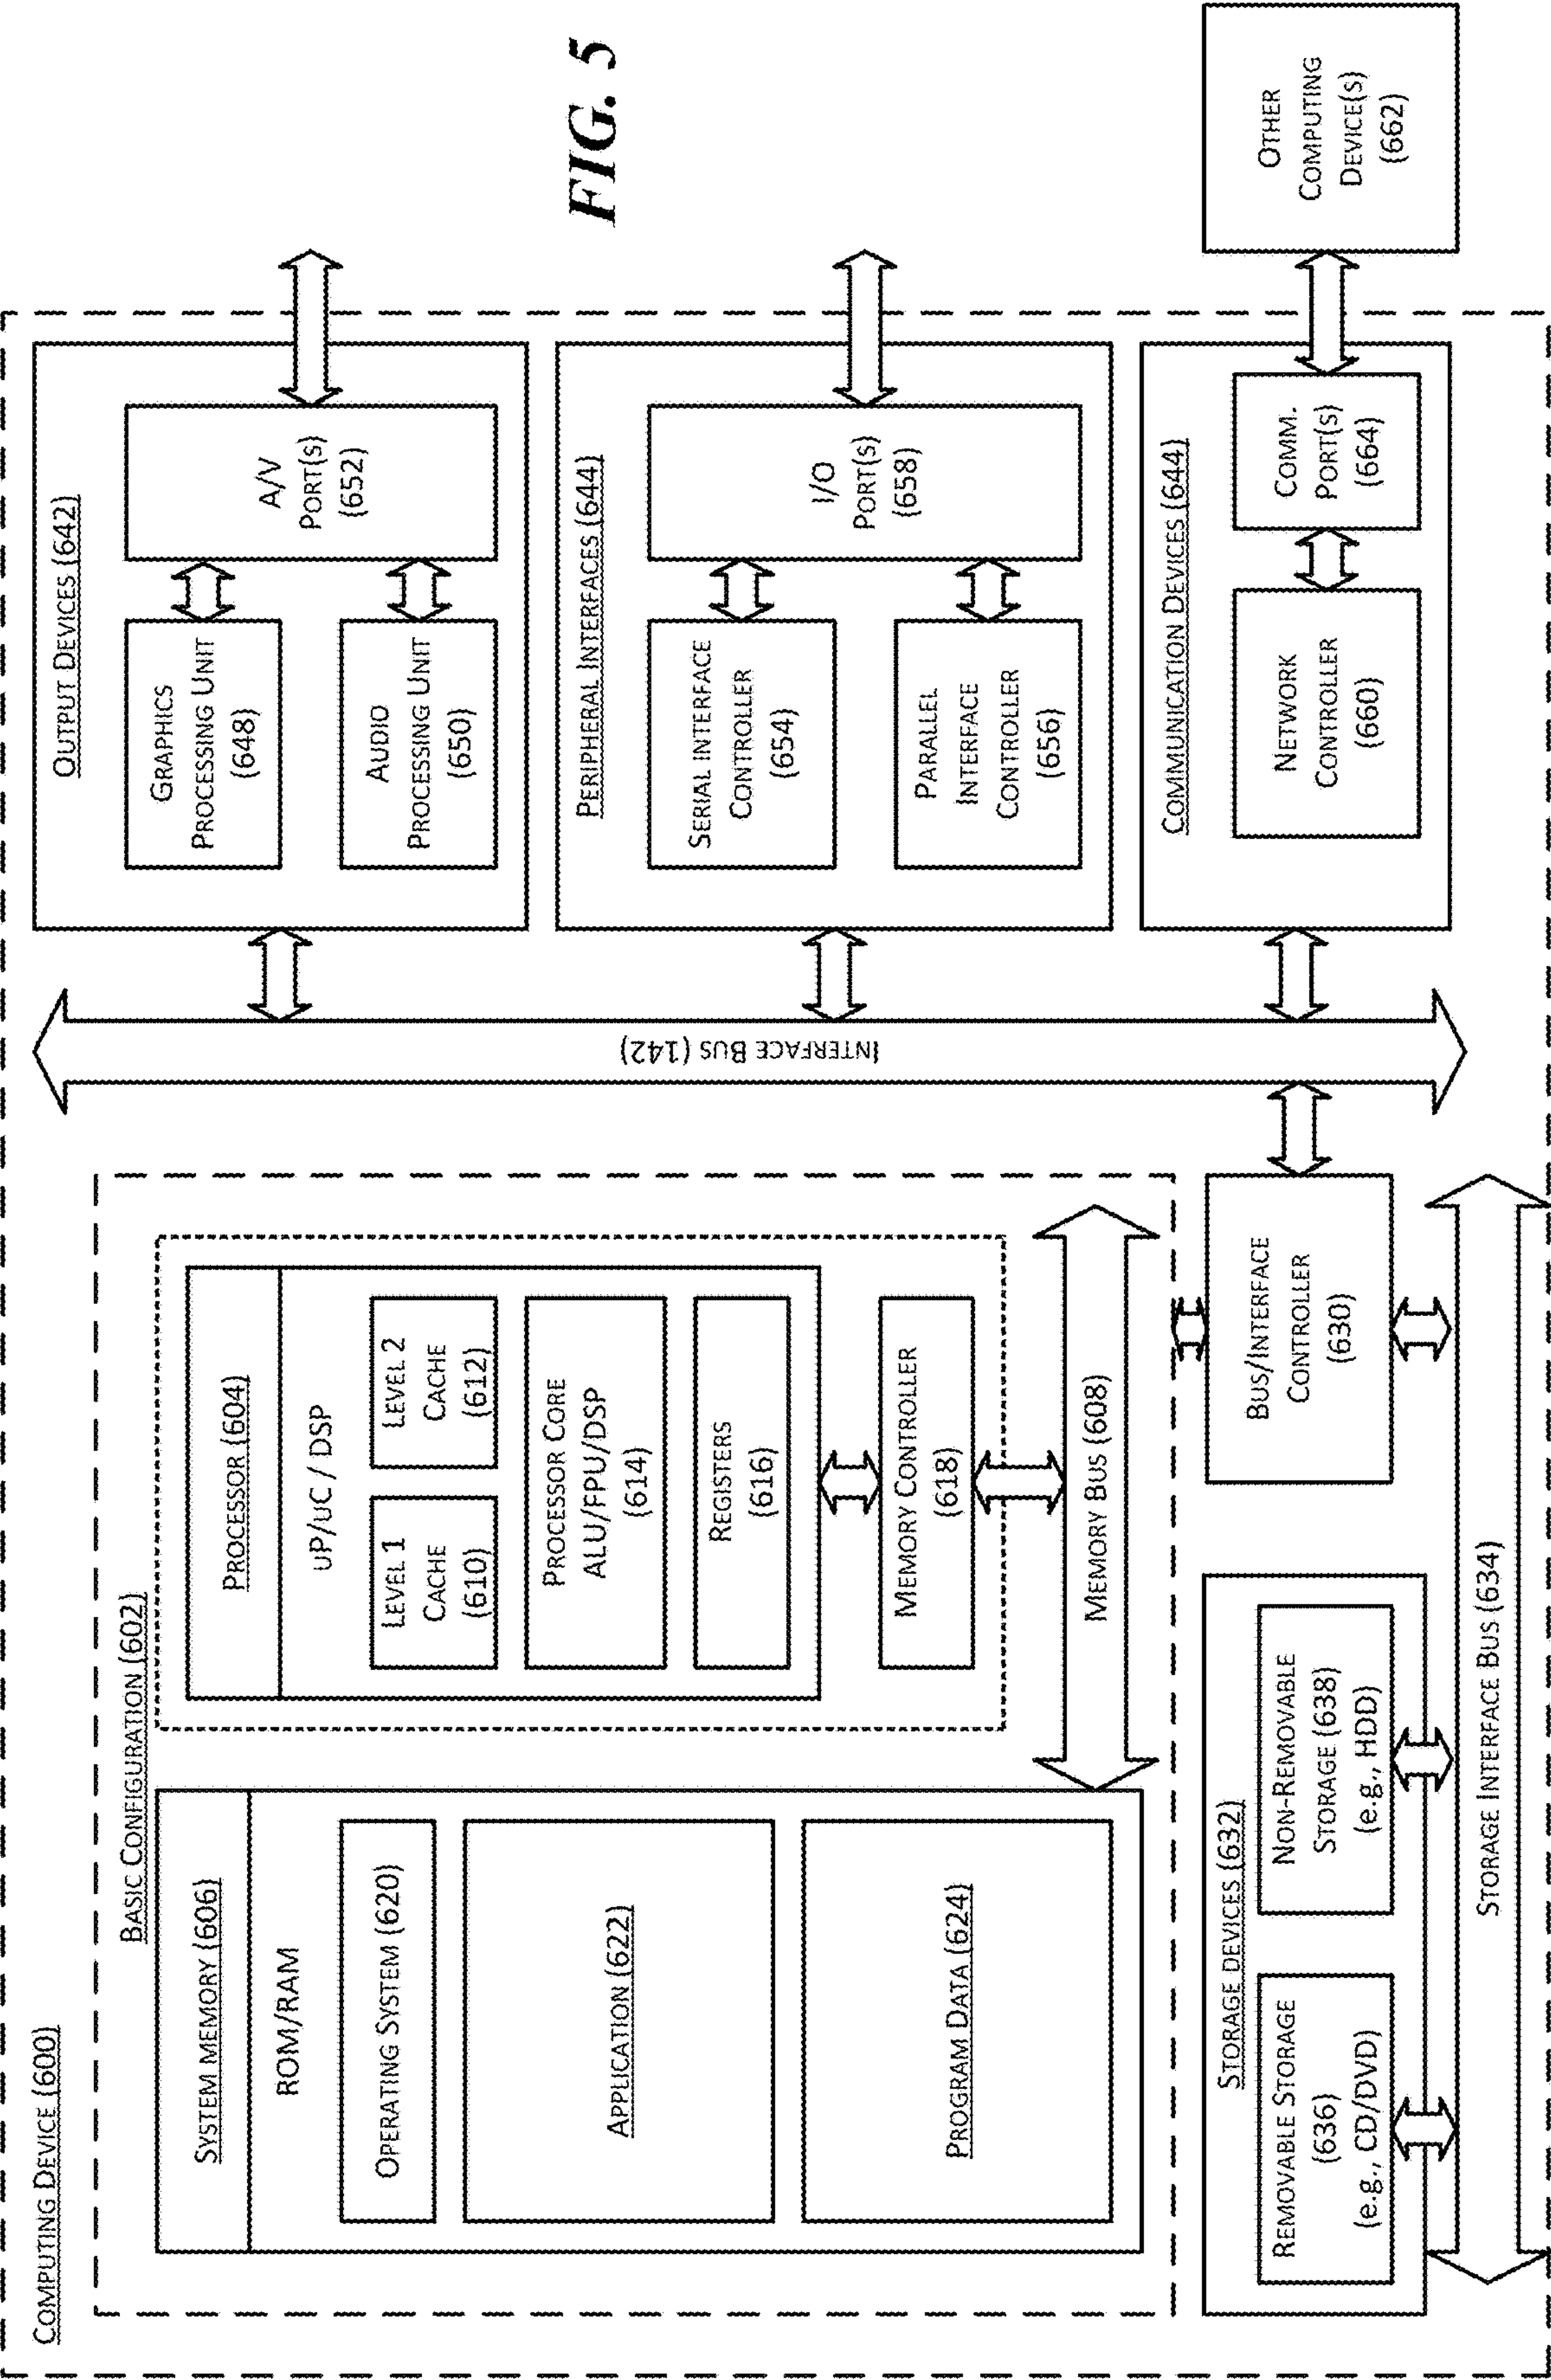 COMPUTING DEVICE (600)
BASIC CONFIGURATION (602)
SYSTEM MEMORY (606)
ROM/RAM
OPERATING SYSTEM (620)
APPLICATION (622)
PROGRAM DATA (624)
PROCESSOR (604)
uP/uC / DSP
LEVEL 1
CACHE
(610)
LEVEL 2
CACHE
(612)
PROCESSOR CORE
ALU/FPU/DSP
(614)
REGISTERS
(616)
MEMORY CONTROLLER
(618)
MEMORY BUS (608)
BUS/INTERFACE
CONTROLLER
(630)
STORAGE DEVICES (632)
REMOVABLE STORAGE
(636)
(e.g., CD/DVD)
NON-REMOVABLE
STORAGE (638)
(e.g., HDD)
STORAGE INTERFACE BUS (634)
INTERFACE BUS (142)
OUTPUT DEVICES (642)
GRAPHICS
PROCESSING UNIT
(648)
AUDIO
PROCESSING UNIT
(650)
A/V
PORT(S)
(652)
PERIPHERAL INTERFACES (644)
SERIAL INTERFACE
CONTROLLER
(654)
PARALLEL
INTERFACE
CONTROLLER
(656)
I/O
PORT(S)
(658)
COMMUNICATION DEVICES (644)
NETWORK
CONTROLLER
(660)
COMM.
PORT(S)
(664)
OTHER
COMPUTING
DEVICE(S)
(662)
FIG. 5